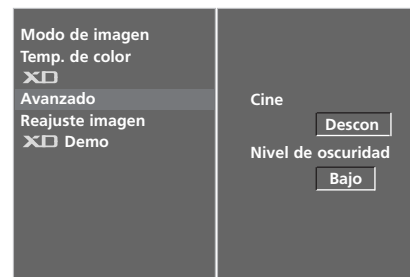 Modo de imagen
Temp. de color
XD
Avanzado
Reajuste imagen
XD Demo
Cine
Descon
Nivel de oscuridad
Bajo